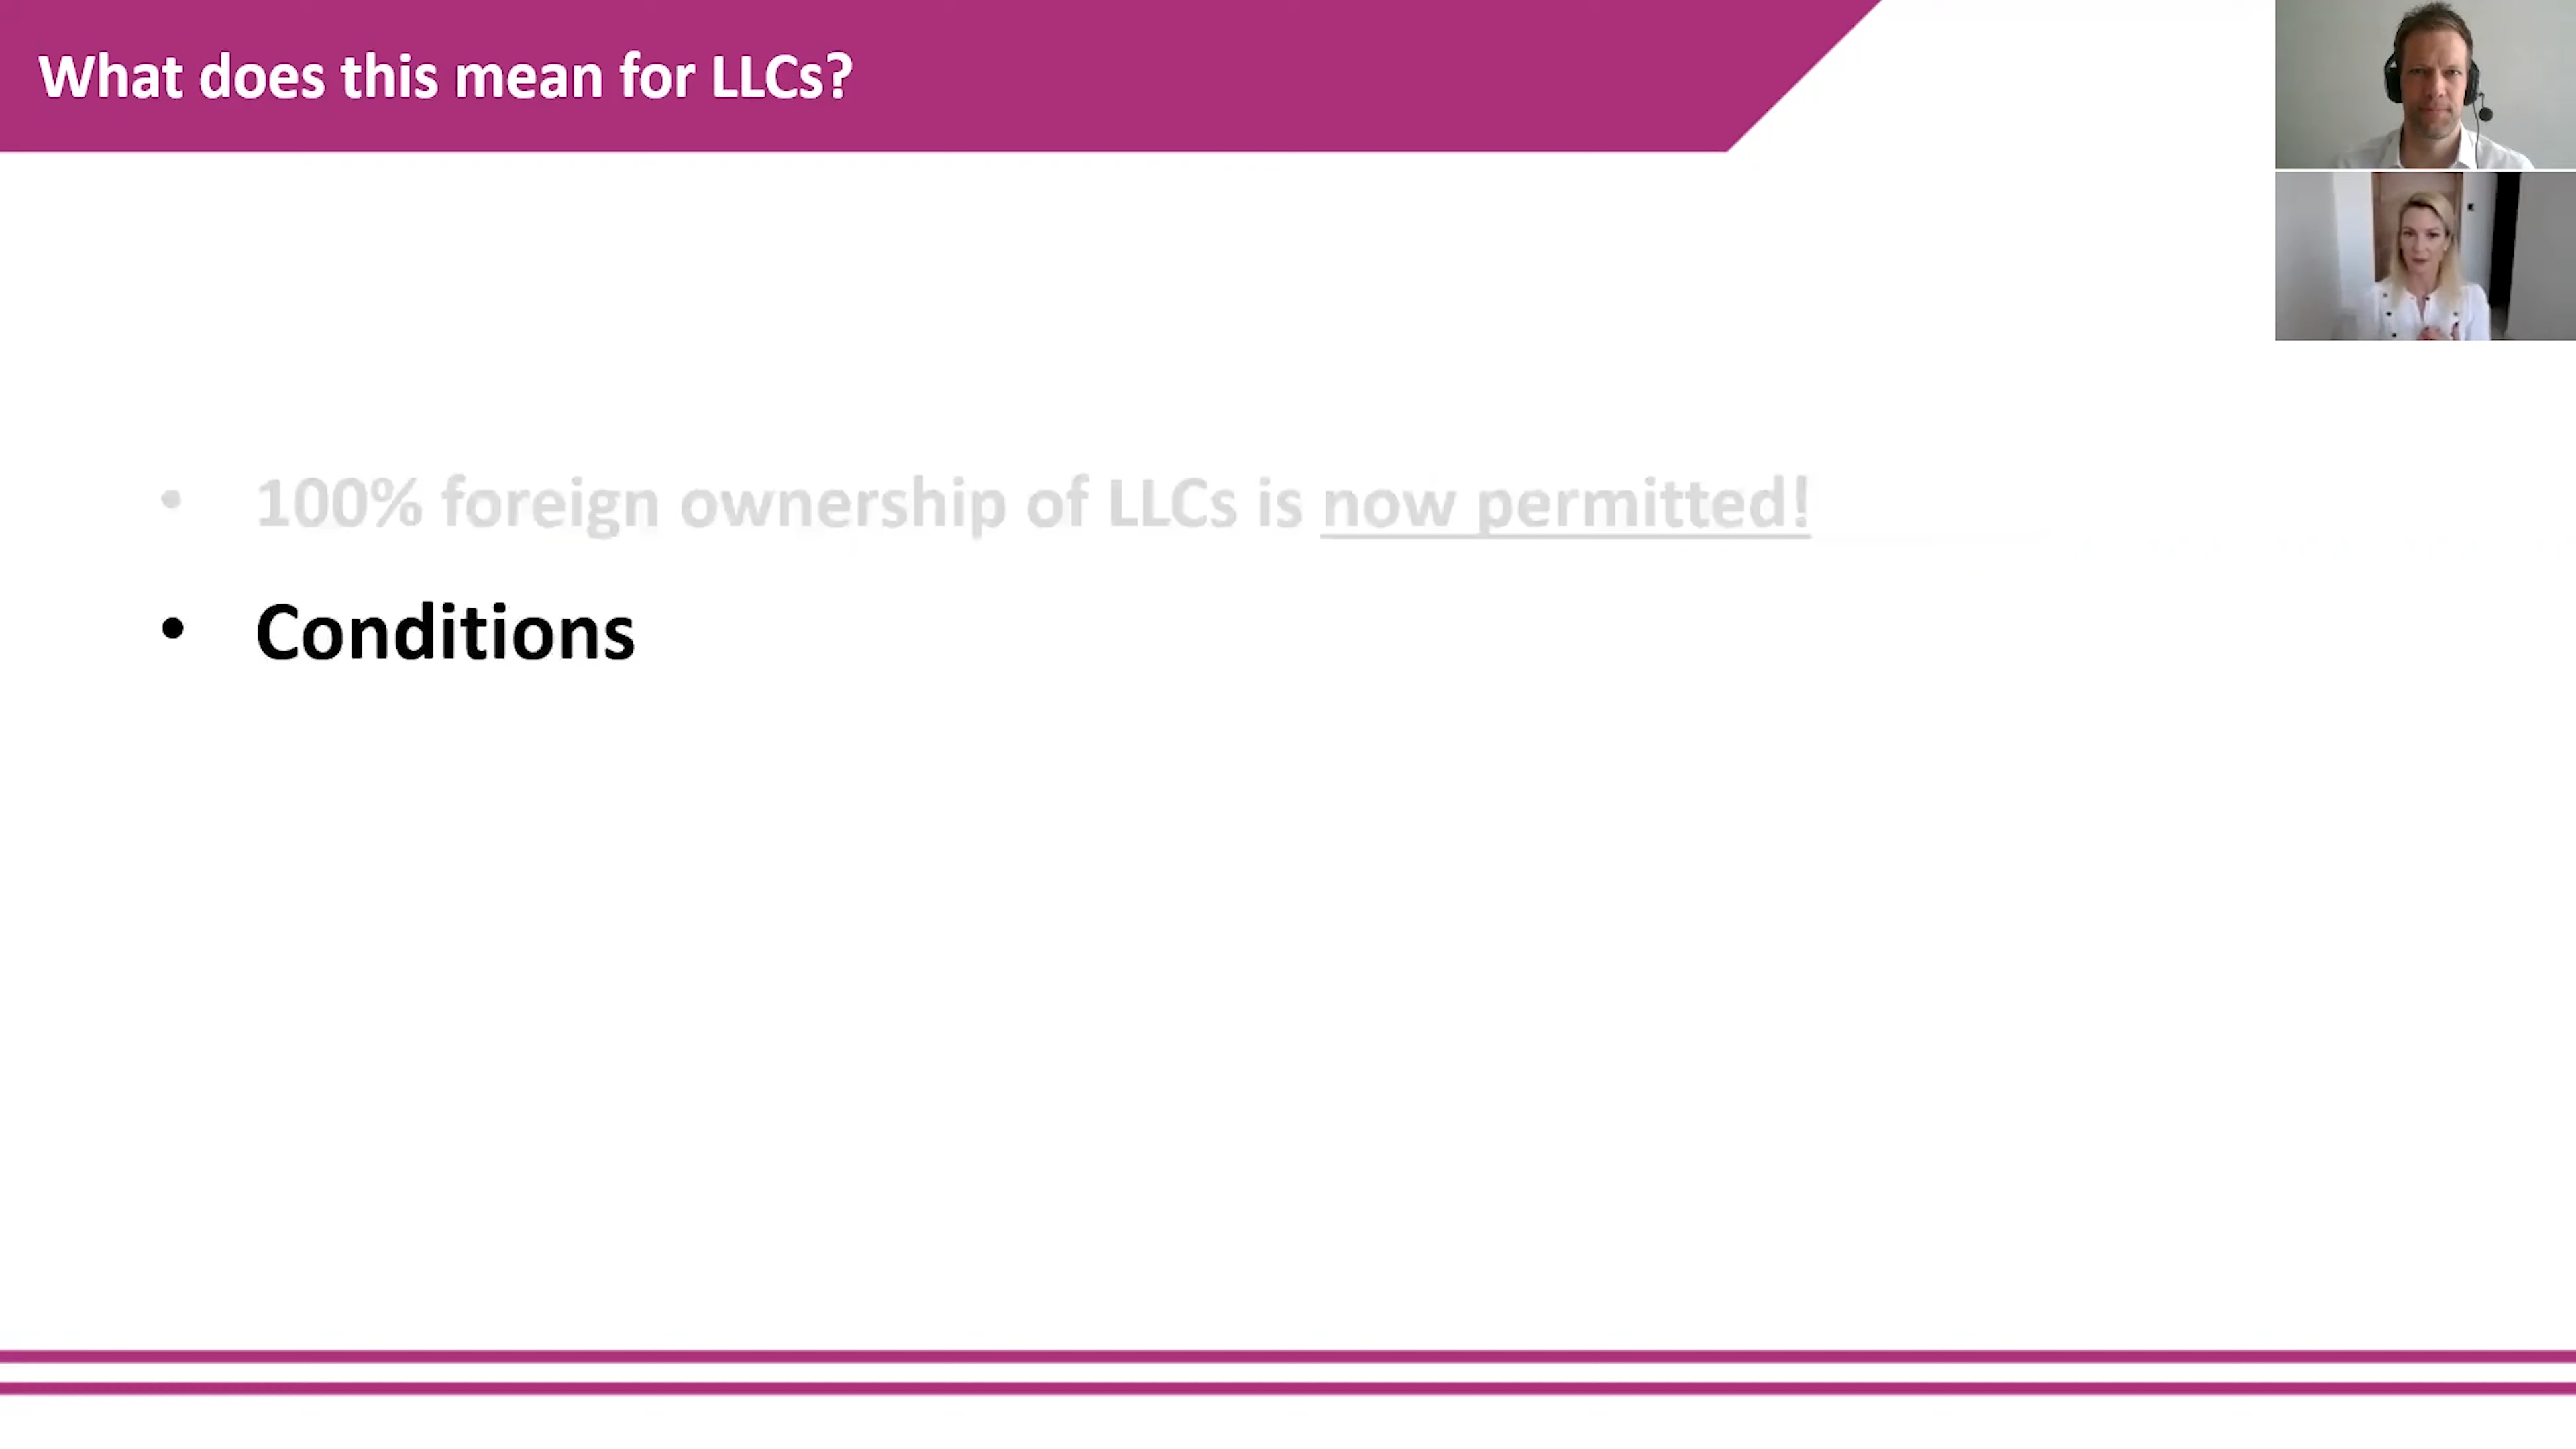 What does this mean for LLCs?
• 100% foreign ownership of LLCs is now permitted!
• Conditions